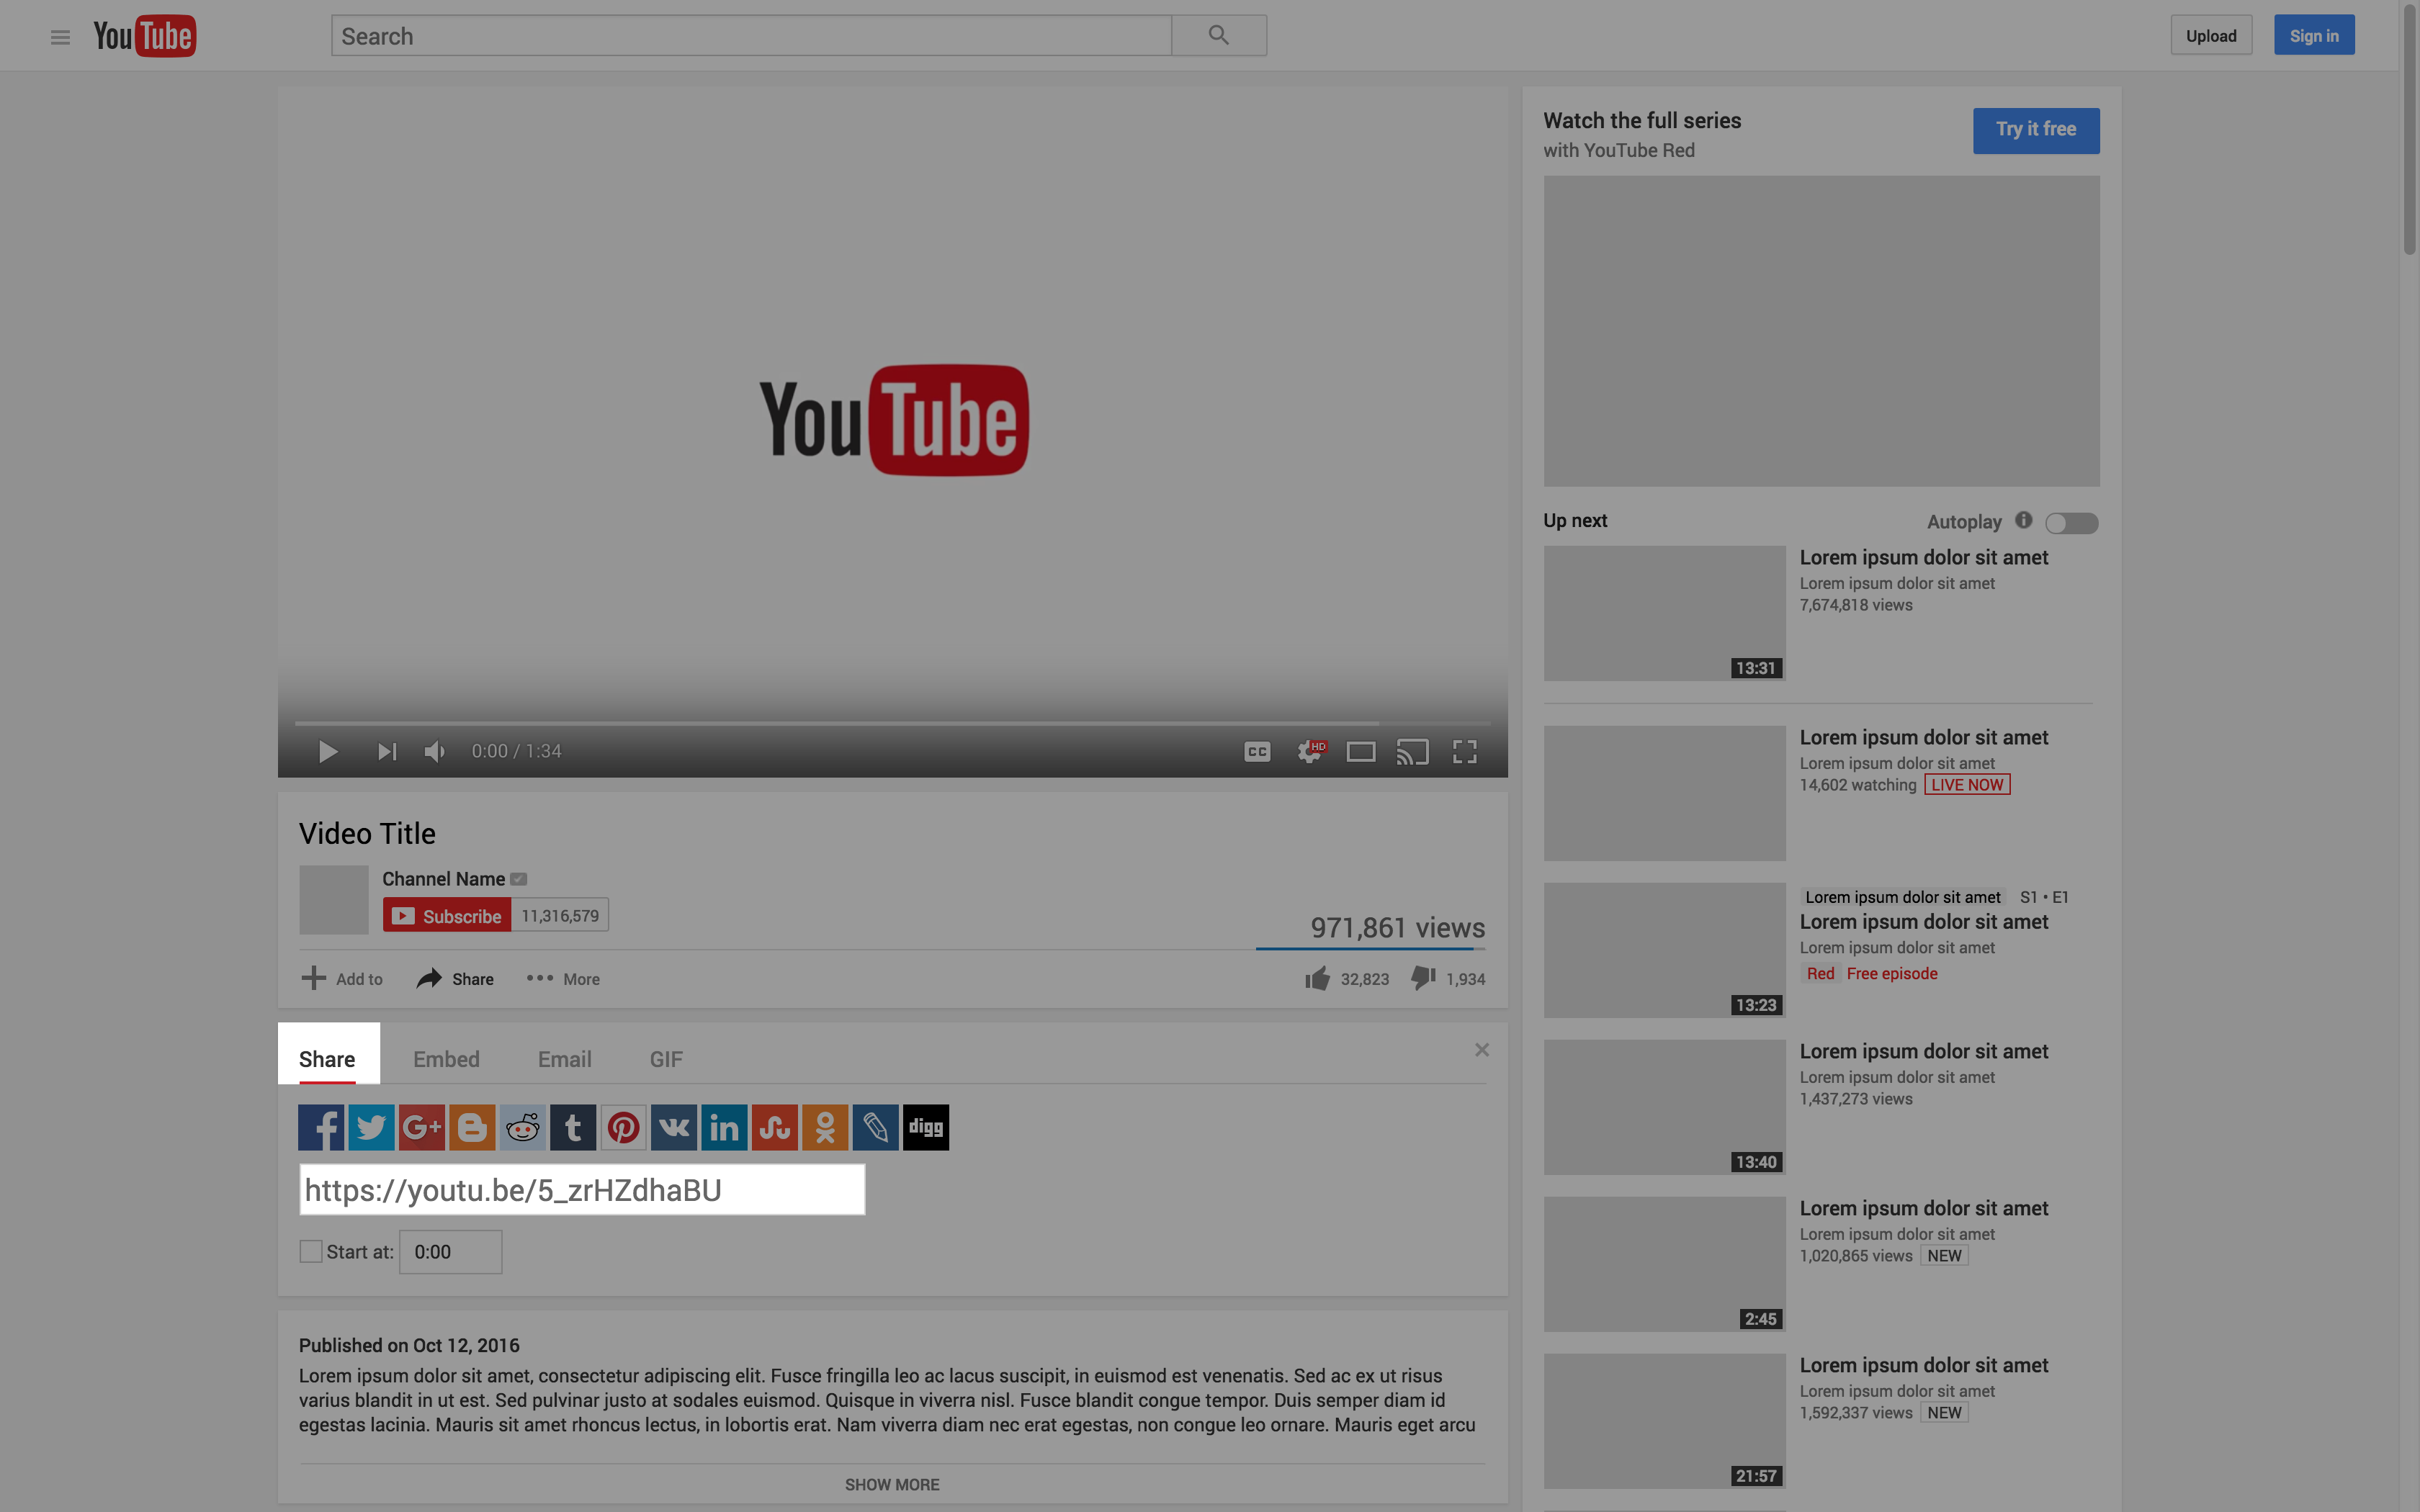 YouTube
Search
Upload
Sign in
YouTube
0:00 / 1:34
CC
HD
Video Title
Channel Name
Subscribe
11,316,579
971,861 views
Add to
Share
More
32,823
1,934
Share
Embed
Email
GIF
f
G+
B
t
VK
in
digg
https://youtu.be/5_zrHZdhaBU
Start at:
0:00
Published on Oct 12, 2016
Lorem ipsum dolor sit amet, consectetur adipiscing elit. Fusce fringilla leo ac lacus suscipit, in euismod est venenatis. Sed ac ex ut risus
varius blandit in ut est. Sed pulvinar justo at sodales euismod. Quisque in viverra nisl. Fusce blandit congue tempor. Duis semper diam id
egestas lacinia. Mauris sit amet rhoncus lectus, in lobortis erat. Nam viverra diam nec erat egestas, non congue leo ornare. Mauris eget arcu
SHOW MORE
Watch the full series
with YouTube Red
Try it free
Up next
Autoplay
Lorem ipsum dolor sit amet
Lorem ipsum dolor sit amet
7,674,818 views
13:31
Lorem ipsum dolor sit amet
Lorem ipsum dolor sit amet
14,602 watching LIVE NOW
Lorem ipsum dolor sit amet S1 • E1
Lorem ipsum dolor sit amet
Lorem ipsum dolor sit amet
Red Free episode
13:23
Lorem ipsum dolor sit amet
Lorem ipsum dolor sit amet
1,437,273 views
13:40
Lorem ipsum dolor sit amet
Lorem ipsum dolor sit amet
1,020,865 views NEW
2:45
Lorem ipsum dolor sit amet
Lorem ipsum dolor sit amet
1,592,337 views NEW
21:57